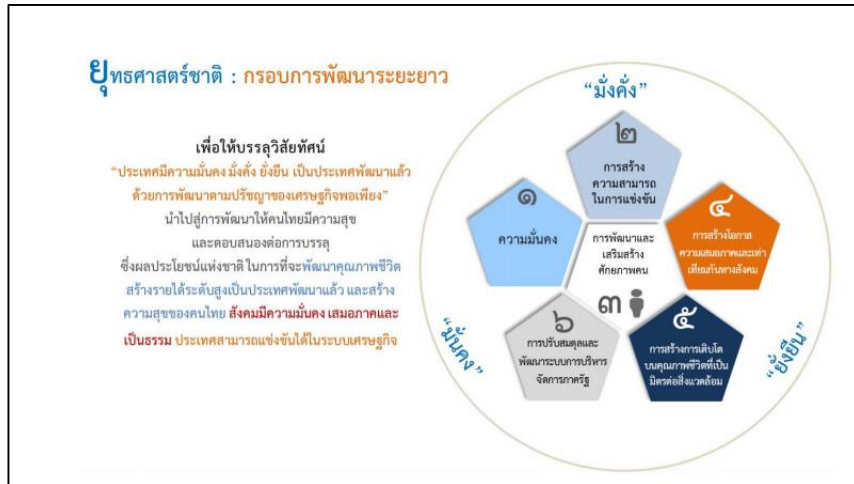 ยุทธศาสตร์ชาติ : กรอบการพัฒนาระยะยาว
เพื่อให้บรรลุวิสัยทัศน์
“ประเทศมีความมั่นคง มั่งคั่ง ยั่งยืน เป็นประเทศพัฒนาแล้ว
ด้วยการพัฒนาตามปรัชญาของเศรษฐกิจพอเพียง”
นำไปสู่การพัฒนาให้คนไทยมีความสุข
และตอบสนองต่อการบรรลุ
ซึ่งผลประโยชน์แห่งชาติ ในการที่จะพัฒนาคุณภาพชีวิต
สร้างรายได้ระดับสูงเป็นประเทศพัฒนาแล้ว และสร้าง
ความสุขของคนไทย สังคมมีความมั่นคง เสมอภาคและ
เป็นธรรม ประเทศสามารถแข่งขันได้ในระบบเศรษฐกิจ
“มั่งคั่ง”
๑
ความมั่นคง
๒
การสร้าง
ความสามารถ
ในการแข่งขัน
การพัฒนาและ
เสริมสร้าง
ศักยภาพคน
๓
๔
การสร้างโอกาส
ความเสมอภาคและเท่า
เทียมกันทางสังคม
๕
การสร้างการเติบโต
บนคุณภาพชีวิตที่เป็น
มิตรต่อสิ่งแวดล้อม
๖
การปรับสมดุลและ
พัฒนาระบบการบริหาร
จัดการภาครัฐ
“มั่นคง”
“ยั่งยืน”